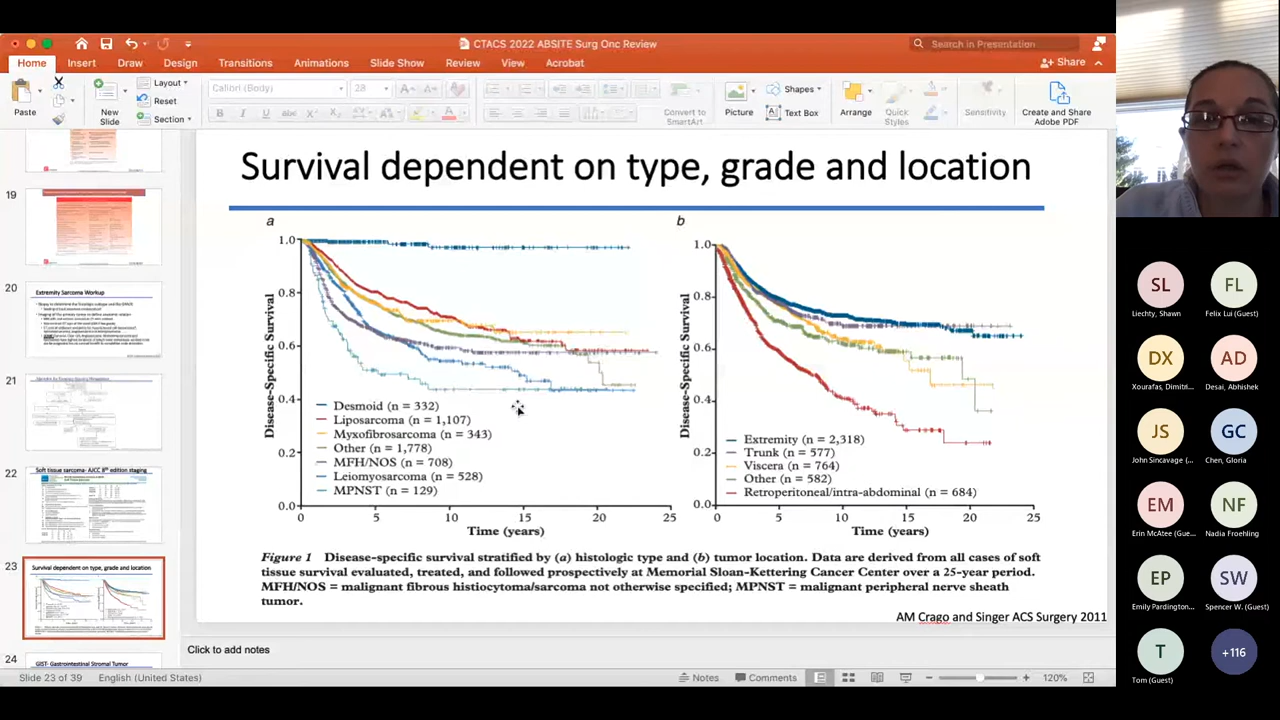 CTACS 2022 ABSITE Surg Onc Review
Search in Presentation
Home
Insert
Draw
Design
Transitions
Animations
Slide Show
Review
View
Acrobat
Share
Paste
New
Slide
Layout
Reset
Section
Calibri (Body)
28
Convert to
SmartArt
Picture
Shapes
Text Box
Arrange
Quick
Styles
Sensitivity
Create and Share
Adobe PDF
19
20
Extremity Sarcoma Workup
21
22
Soft tissue sarcoma- AJCC 8th edition staging
23
Survival dependent on type, grade and location
24
GIST- Gastrointestinal Stromal Tumor
Survival dependent on type, grade and location
a
1.0
0.8
0.6
0.4
0.2
0.0
Disease-Specific Survival
Desmoid (n = 332)
Liposarcoma (n = 1,107)
Myxofibrosarcoma (n = 343)
Other (n = 1,778)
MFH/NOS (n = 708)
Leiomyosarcoma (n = 528)
MPNST (n = 129)
0 5 10 15 20 25
Time (years)
b
1.0
0.8
0.6
0.4
0.2
0.0
Disease-Specific Survival
Extremity (n = 2,318)
Trunk (n = 577)
Viscera (n = 764)
Other (n = 582)
Retroperitoneal/intra-abdominal (n = 684)
0 5 10 15 20 25
Time (years)
Figure 1 Disease-specific survival stratified by (a) histologic type and (b) tumor location. Data are derived from all cases of soft
tissue survival evaluated, treated, and followed prospectively at Memorial Sloan-Kettering Cancer Center over a 25-year period.
MFH/NOS = malignant fibrous histiocytoma/sarcoma not otherwise specified; MPNST = malignant peripheral nerve sheath
tumor.
AM Crago and Singer ACS Surgery 2011
Click to add notes
Slide 23 of 39
English (United States)
Notes
Comments
120%
SL
Liechty, Shawn
FL
Felix Lui (Guest)
DX
Xourafas, Dimitri...
AD
Desai, Abhishek
JS
John Sincavage (...
GC
Chen, Gloria
EM
Erin McAtee (Gues...
NF
Nadia Froehling
EP
Emily Pardington...
SW
Spencer W. (Guest)
T
Tom (Guest)
+116